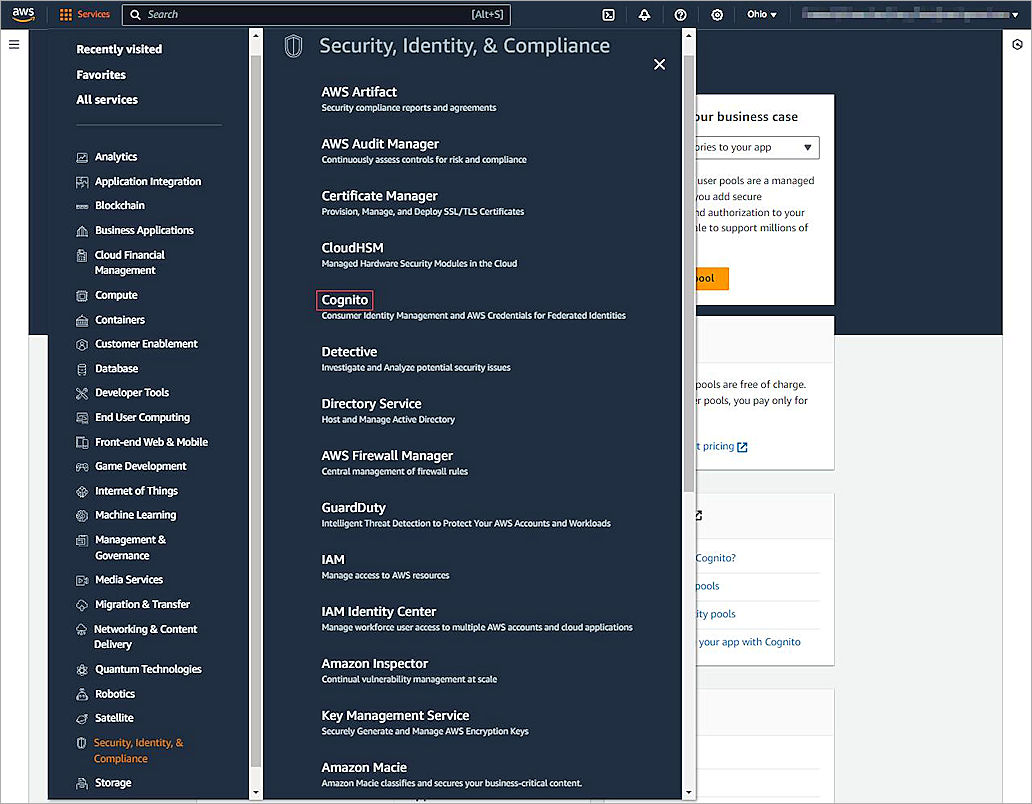 aws
Services
Search
[Alt+S]
Ohio
Recently visited
Favorites
All services
Analytics
Application Integration
Blockchain
Business Applications
Cloud Financial
Management
Compute
Containers
Customer Enablement
Database
Developer Tools
End User Computing
Front-end Web & Mobile
Game Development
Internet of Things
Machine Learning
Management &
Governance
Media Services
Migration & Transfer
Networking & Content
Delivery
Quantum Technologies
Robotics
Satellite
Security, Identity, &
Compliance
Storage
Security, Identity, & Compliance
AWS Artifact
Security compliance reports and agreements
AWS Audit Manager
Continuously assess controls for risk and compliance
Certificate Manager
Provision, Manage, and Deploy SSL/TLS Certificates
CloudHSM
Managed Hardware Security Modules in the Cloud
Cognito
Consumer Identity Management and AWS Credentials for Federated Identities
Detective
Investigate and Analyze potential security issues
Directory Service
Host and Manage Active Directory
AWS Firewall Manager
Central management of firewall rules
GuardDuty
Intelligent Threat Detection to Protect Your AWS Accounts and Workloads
IAM
Manage access to AWS resources
IAM Identity Center
Manage workforce user access to multiple AWS accounts and cloud applications
Amazon Inspector
Continual vulnerability management at scale
Key Management Service
Securely Generate and Manage AWS Encryption Keys
Amazon Macie
Amazon Macie classifies and secures your business-critical content.
our business case
ories to your app
user pools are a managed
you add secure
nd authorization to your
le to support millions of
ool
pools are free of charge.
r pools, you pay only for
t pricing
Cognito?
pools
ity pools
your app with Cognito